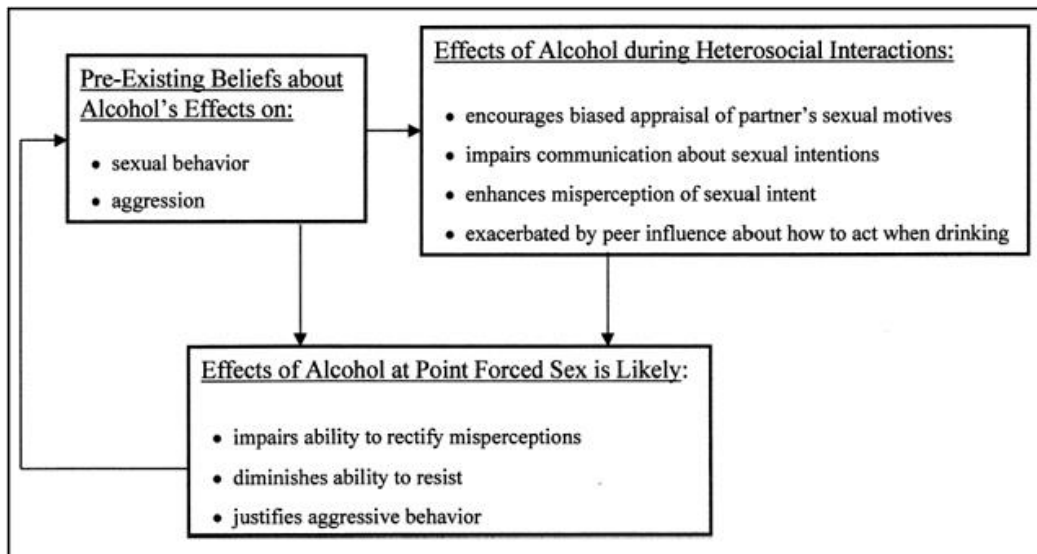 Pre-Existing Beliefs about
Alcohol's Effects on:
• sexual behavior
• aggression
Effects of Alcohol during Heterosocial Interactions:
• encourages biased appraisal of partner's sexual motives
• impairs communication about sexual intentions
• enhances misperception of sexual intent
• exacerbated by peer influence about how to act when drinking
Effects of Alcohol at Point Forced Sex is Likely:
• impairs ability to rectify misperceptions
• diminishes ability to resist
• justifies aggressive behavior